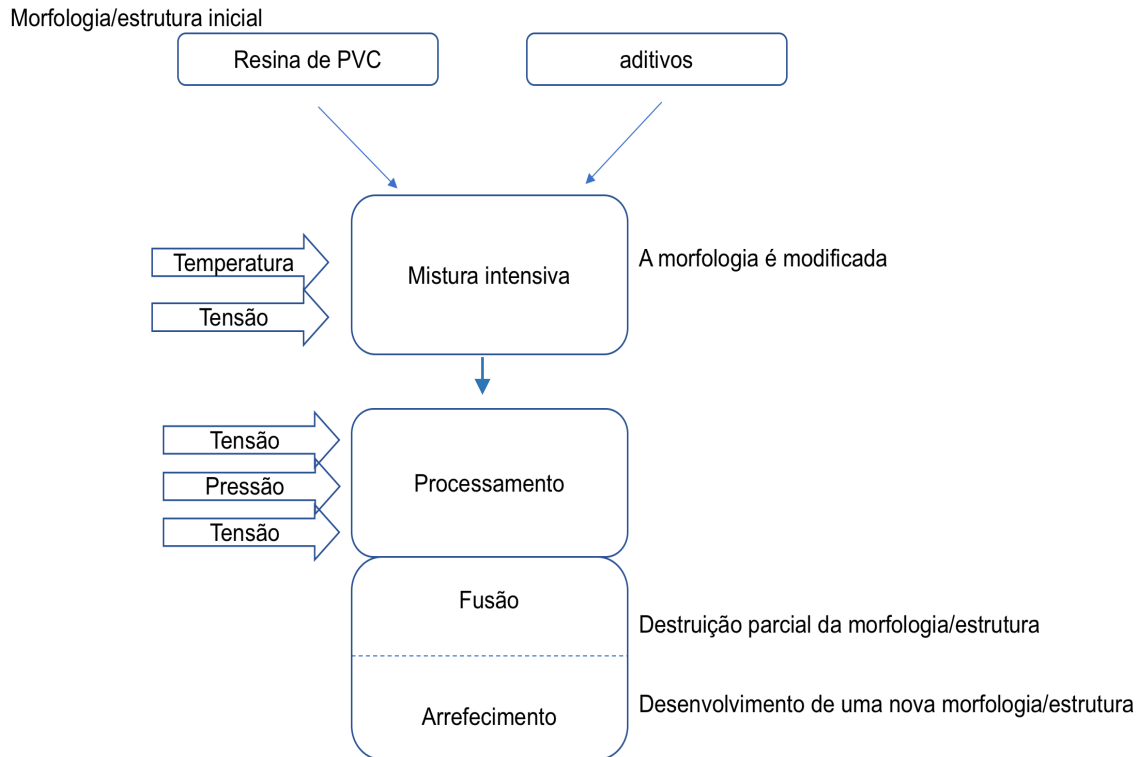 Morfologia/estrutura inicial
Resina de PVC
aditivos
Temperatura
Tensão
Mistura intensiva
A morfologia é modificada
Tensão
Pressão
Tensão
Processamento
Fusão
Destruição parcial da morfologia/estrutura
Arrefecimento
Desenvolvimento de uma nova morfologia/estrutura